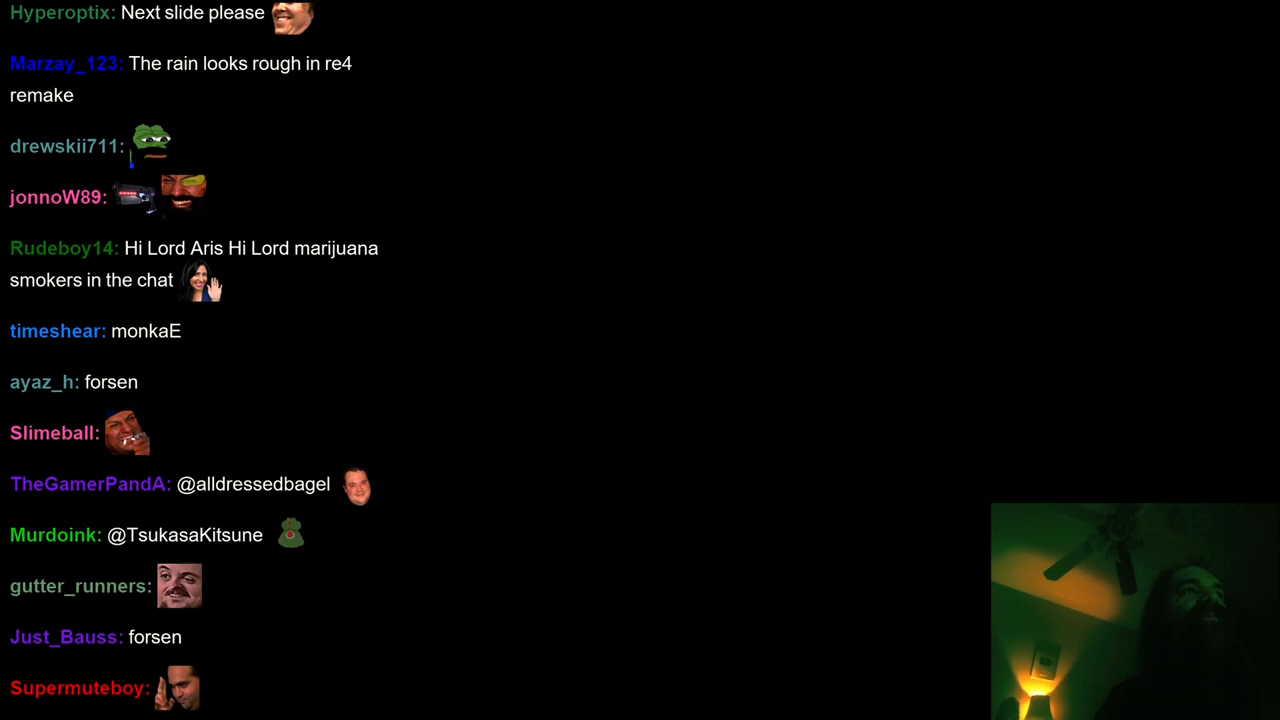 Hyperoptix: Next slide please
Marzay_123: The rain looks rough in re4
remake
drewskii711:
jonnoW89:
Rudeboy14: Hi Lord Aris Hi Lord marijuana
smokers in the chat
timeshear: monkaE
ayaz_h: forsen
Slimeball:
TheGamerPandA: @alldressedbagel
Murdoink: @TsukasaKitsune
gutter_runners:
Just_Bauss: forsen
Supermuteboy: